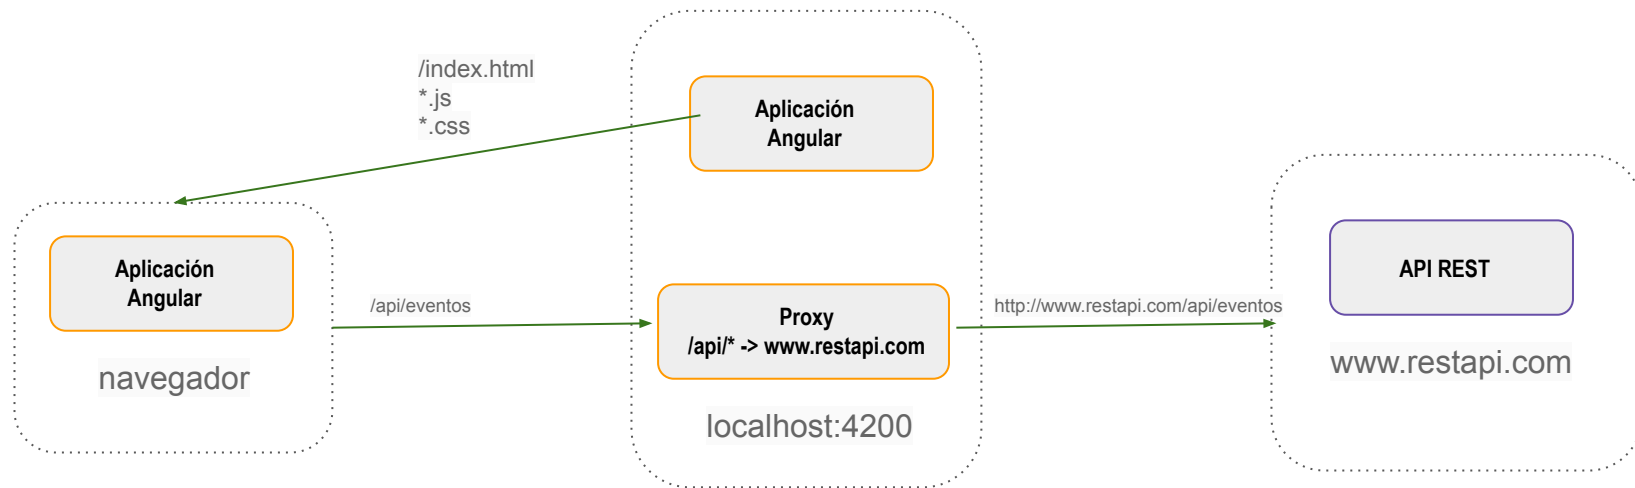 /index.html
*.js
*.css
Aplicación
Angular
Aplicación
Angular
/api/eventos
navegador
Proxy
/api/* -> www.restapi.com
localhost:4200
http://www.restapi.com/api/eventos
API REST
www.restapi.com